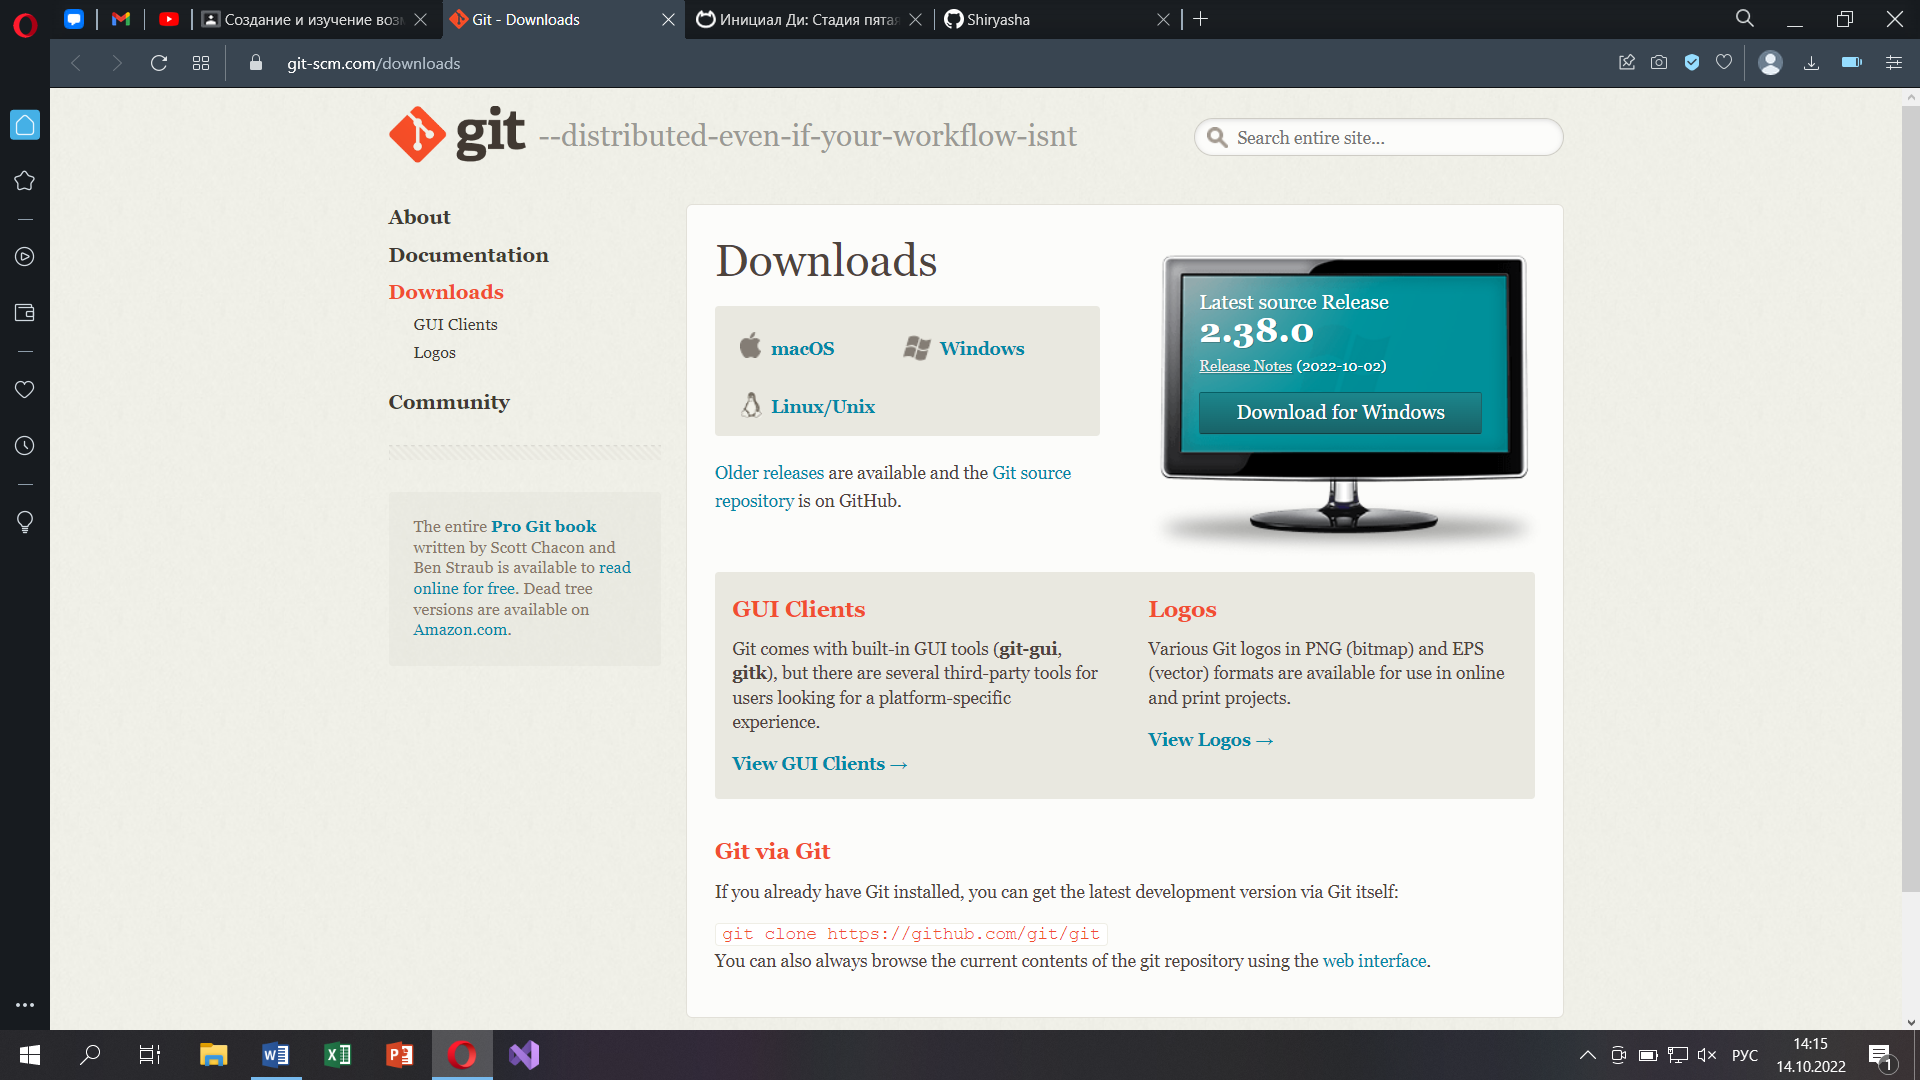 Создание и изучение воз
Git - Downloads
Инициал Ди: Стадия пятая
Shiryasha
git-scm.com/downloads
git --distributed-even-if-your-workflow-isnt
Search entire site...
About
Documentation
Downloads
GUI Clients
Logos
Community
The entire Pro Git book
written by Scott Chacon and
Ben Straub is available to read
online for free. Dead tree
versions are available on
Amazon.com.
Downloads
macOS
Windows
Linux/Unix
Older releases are available and the Git source
repository is on GitHub.
Latest source Release
2.38.0
Release Notes (2022-10-02)
Download for Windows
GUI Clients
Git comes with built-in GUI tools (git-gui,
gitk), but there are several third-party tools for
users looking for a platform-specific
experience.
View GUI Clients →
Logos
Various Git logos in PNG (bitmap) and EPS
(vector) formats are available for use in online
and print projects.
View Logos →
Git via Git
If you already have Git installed, you can get the latest development version via Git itself:
git clone https://github.com/git/git
You can also always browse the current contents of the git repository using the web interface.
РУС
14:15
14.10.2022
1